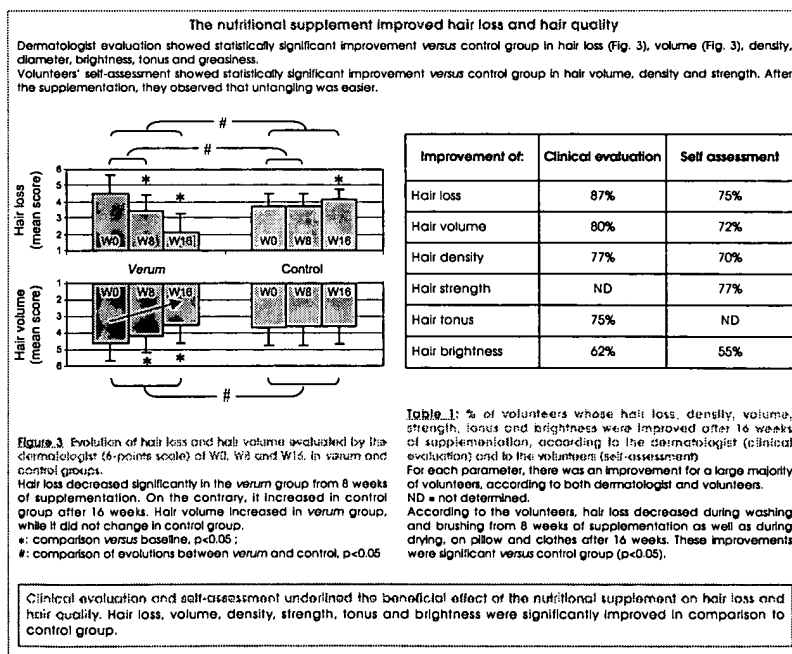 The nutritional supplement improved hair loss and hair quality
Dermatologist evaluation showed statistically significant improvement versus control group in hair loss (Fig. 3), volume (Fig. 3), density,
diameter, brightness, tonus and greasiness.
Volunteers' self-assessment showed statistically significant improvement versus control group in hair volume, density and strength. After
the supplementation, they observed that untangling was easier.
#
#
Hair loss
(mean score)
6
5
4
3
2
1
*
*
*
W0 W8 W16
W0 W8 W16
Verum Control
Hair volume
(mean score)
1
2
3
4
5
6
W0 W8 W16
W0 W8 W16
*
*
#
Improvement of: Clinical evaluation Self assessment
Hair loss 87% 75%
Hair volume 80% 72%
Hair density 77% 70%
Hair strength ND 77%
Hair tonus 75% ND
Hair brightness 62% 55%
Figure 3. Evolution of hair loss and hair volume evaluated by the
dermatologist (6-points scale) at W0, W8 and W16, in verum and
control groups.
Hair loss decreased significantly in the verum group from 8 weeks
of supplementation. On the contrary, it increased in control
group after 16 weeks. Hair volume increased in verum group,
while it did not change in control group.
*: comparison versus baseline, p<0.05 ;
#: comparison of evolutions between verum and control, p<0.05
Table 1: % of volunteers whose hair loss, density, volume,
strength, tonus and brightness were improved after 16 weeks
of supplementation, according to the dermatologist (clinical
evaluation) and to the volunteers (self-assessment)
For each parameter, there was an improvement for a large majority
of volunteers, according to both dermatologist and volunteers.
ND = not determined.
According to the volunteers, hair loss decreased during washing
and brushing from 8 weeks of supplementation as well as during
drying, on pillow and clothes after 16 weeks. These improvements
were significant versus control group (p<0.05).
Clinical evaluation and self-assessment underlined the beneficial effect of the nutritional supplement on hair loss and
hair quality. Hair loss, volume, density, strength, tonus and brightness were significantly improved in comparison to
control group.